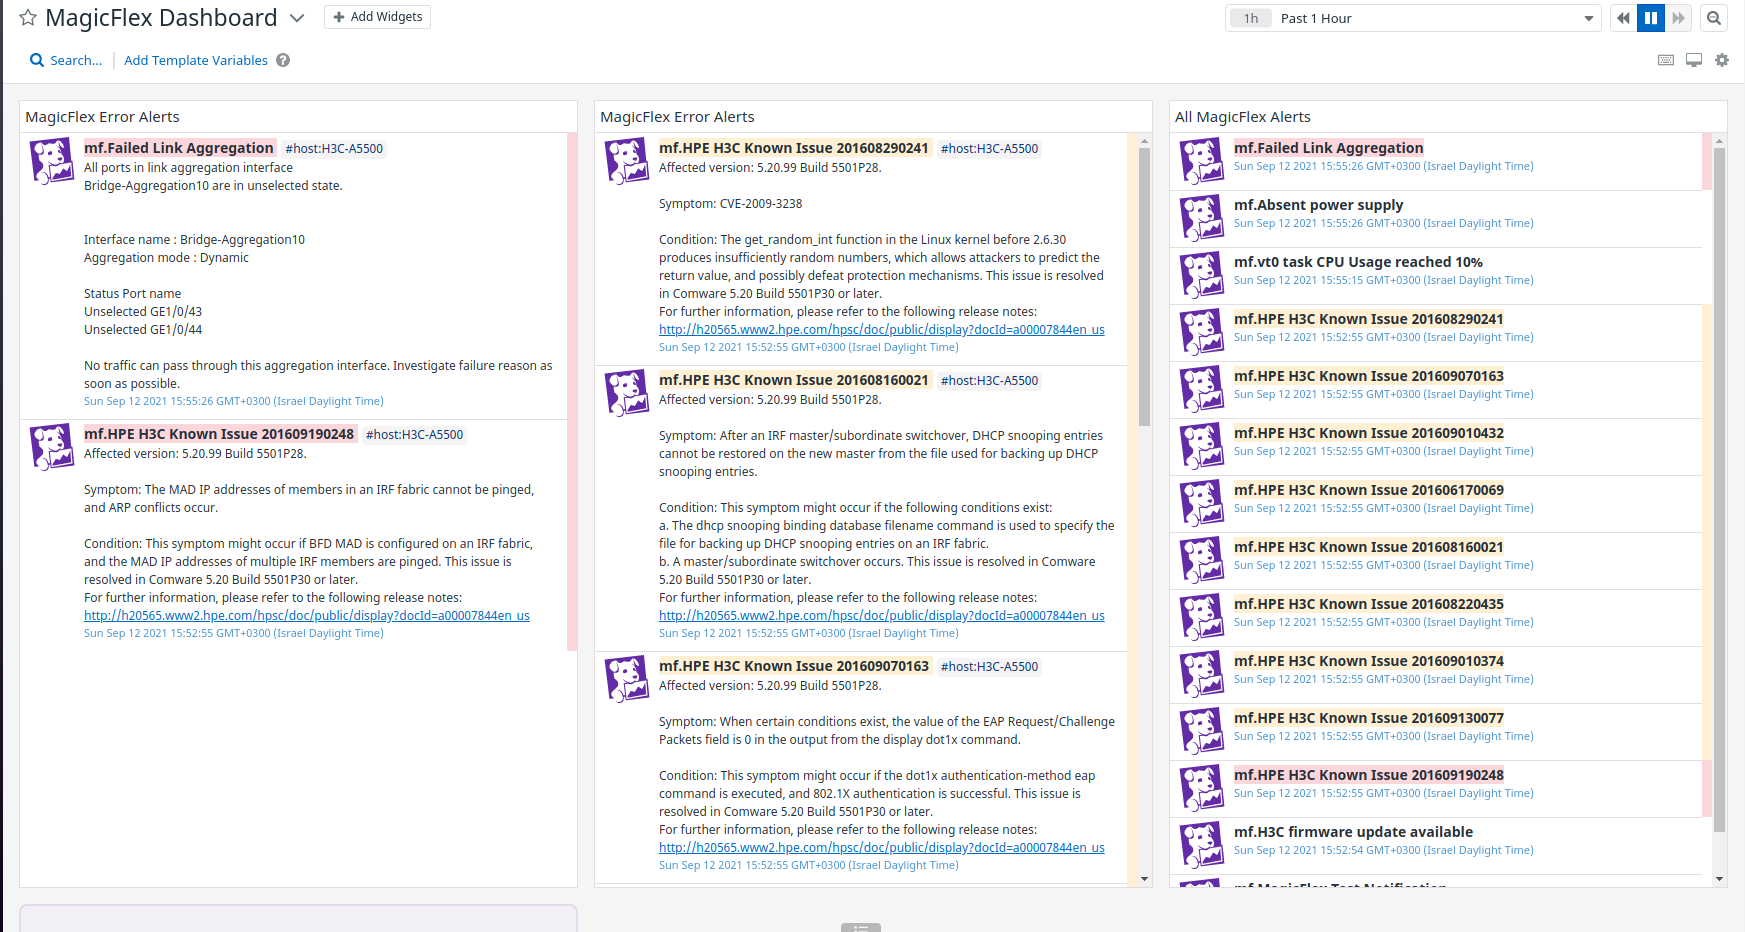 MagicFlex Dashboard
Add Widgets
1h Past 1 Hour
Search...
Add Template Variables
MagicFlex Error Alerts
mf.Failed Link Aggregation #host:H3C-A5500
All ports in link aggregation interface
Bridge-Aggregation10 are in unselected state.
Interface name : Bridge-Aggregation10
Aggregation mode : Dynamic
Status Port name
Unselected GE1/0/43
Unselected GE1/0/44
No traffic can pass through this aggregation interface. Investigate failure reason as
soon as possible.
Sun Sep 12 2021 15:55:26 GMT+0300 (Israel Daylight Time)
mf.HPE H3C Known Issue 201609190248 #host:H3C-A5500
Affected version: 5.20.99 Build 5501P28.
Symptom: The MAD IP addresses of members in an IRF fabric cannot be pinged,
and ARP conflicts occur.
Condition: This symptom might occur if BFD MAD is configured on an IRF fabric,
and the MAD IP addresses of multiple IRF members are pinged. This issue is
resolved in Comware 5.20 Build 5501P30 or later.
For further information, please refer to the following release notes:
http://h20565.www2.hpe.com/hpsc/doc/public/display?docId=a00007844en_us
Sun Sep 12 2021 15:52:55 GMT+0300 (Israel Daylight Time)
MagicFlex Error Alerts
mf.HPE H3C Known Issue 201608290241 #host:H3C-A5500
Affected version: 5.20.99 Build 5501P28.
Symptom: CVE-2009-3238
Condition: The get_random_int function in the Linux kernel before 2.6.30
produces insufficiently random numbers, which allows attackers to predict the
return value, and possibly defeat protection mechanisms. This issue is resolved
in Comware 5.20 Build 5501P30 or later.
For further information, please refer to the following release notes:
http://h20565.www2.hpe.com/hpsc/doc/public/display?docId=a00007844en_us
Sun Sep 12 2021 15:52:55 GMT+0300 (Israel Daylight Time)
mf.HPE H3C Known Issue 201608160021 #host:H3C-A5500
Affected version: 5.20.99 Build 5501P28.
Symptom: After an IRF master/subordinate switchover, DHCP snooping entries
cannot be restored on the new master from the file used for backing up DHCP
snooping entries.
Condition: This symptom might occur if the following conditions exist:
a. The dhcp snooping binding database filename command is used to specify the
file for backing up DHCP snooping entries on an IRF fabric.
b. A master/subordinate switchover occurs. This issue is resolved in Comware
5.20 Build 5501P30 or later.
For further information, please refer to the following release notes:
http://h20565.www2.hpe.com/hpsc/doc/public/display?docId=a00007844en_us
Sun Sep 12 2021 15:52:55 GMT+0300 (Israel Daylight Time)
mf.HPE H3C Known Issue 201609070163 #host:H3C-A5500
Affected version: 5.20.99 Build 5501P28.
Symptom: When certain conditions exist, the value of the EAP Request/Challenge
Packets field is 0 in the output from the display dot1x command.
Condition: This symptom might occur if the dot1x authentication-method eap
command is executed, and 802.1X authentication is successful. This issue is
resolved in Comware 5.20 Build 5501P30 or later.
For further information, please refer to the following release notes:
http://h20565.www2.hpe.com/hpsc/doc/public/display?docId=a00007844en_us
Sun Sep 12 2021 15:52:55 GMT+0300 (Israel Daylight Time)
All MagicFlex Alerts
mf.Failed Link Aggregation
Sun Sep 12 2021 15:55:26 GMT+0300 (Israel Daylight Time)
mf.Absent power supply
Sun Sep 12 2021 15:55:26 GMT+0300 (Israel Daylight Time)
mf.vt0 task CPU Usage reached 10%
Sun Sep 12 2021 15:55:15 GMT+0300 (Israel Daylight Time)
mf.HPE H3C Known Issue 201608290241
Sun Sep 12 2021 15:52:55 GMT+0300 (Israel Daylight Time)
mf.HPE H3C Known Issue 201609070163
Sun Sep 12 2021 15:52:55 GMT+0300 (Israel Daylight Time)
mf.HPE H3C Known Issue 201609010432
Sun Sep 12 2021 15:52:55 GMT+0300 (Israel Daylight Time)
mf.HPE H3C Known Issue 201606170069
Sun Sep 12 2021 15:52:55 GMT+0300 (Israel Daylight Time)
mf.HPE H3C Known Issue 201608160021
Sun Sep 12 2021 15:52:55 GMT+0300 (Israel Daylight Time)
mf.HPE H3C Known Issue 201608220435
Sun Sep 12 2021 15:52:55 GMT+0300 (Israel Daylight Time)
mf.HPE H3C Known Issue 201609010374
Sun Sep 12 2021 15:52:55 GMT+0300 (Israel Daylight Time)
mf.HPE H3C Known Issue 201609130077
Sun Sep 12 2021 15:52:55 GMT+0300 (Israel Daylight Time)
mf.HPE H3C Known Issue 201609190248
Sun Sep 12 2021 15:52:55 GMT+0300 (Israel Daylight Time)
mf.H3C firmware update available
Sun Sep 12 2021 15:52:54 GMT+0300 (Israel Daylight Time)
mf.MagicFlex Test Notification